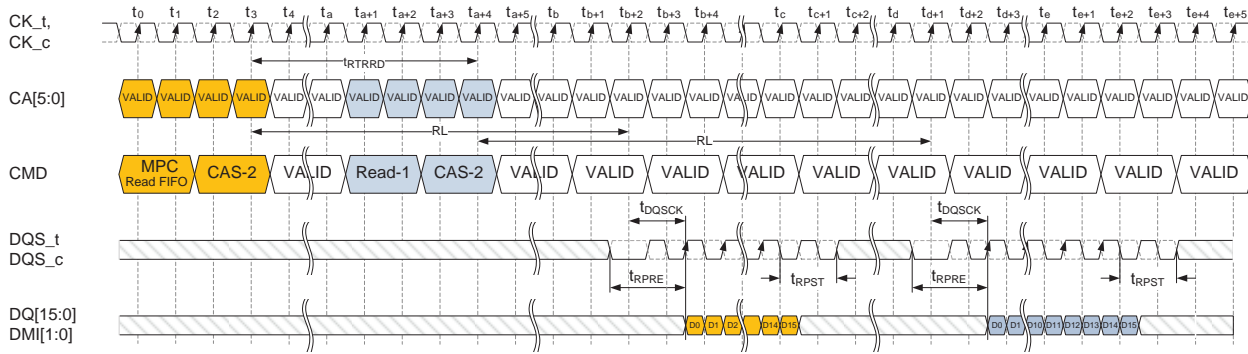 t0 t1 t2 t3 t4 ta ta+1 ta+2 ta+3 ta+4 ta+5 tb tb+1 tb+2 tb+3 tb+4 tc tc+1 tc+2 td td+1 td+2 td+3 te te+1 te+2 te+3 te+4 te+5
CK_t,
CK_c
tRTRRD
CA[5:0] VALID VALID VALID VALID VALID VALID VALID VALID VALID VALID VALID VALID VALID VALID VALID VALID VALID VALID VALID VALID VALID VALID VALID VALID VALID VALID VALID VALID VALID VALID
RL
RL
CMD MPC CAS-2 VALID Read-1 CAS-2 VALID VALID VALID VALID VALID VALID VALID VALID VALID VALID
Read FIFO
tDQSCK tDQSCK
DQS_t
DQS_c
tRPRE tRPST tRPRE tRPST
DQ[15:0]
DMI[1:0]
D0 D1 D2 D14 D15 D0 D1 D10 D11 D12 D13 D14 D15